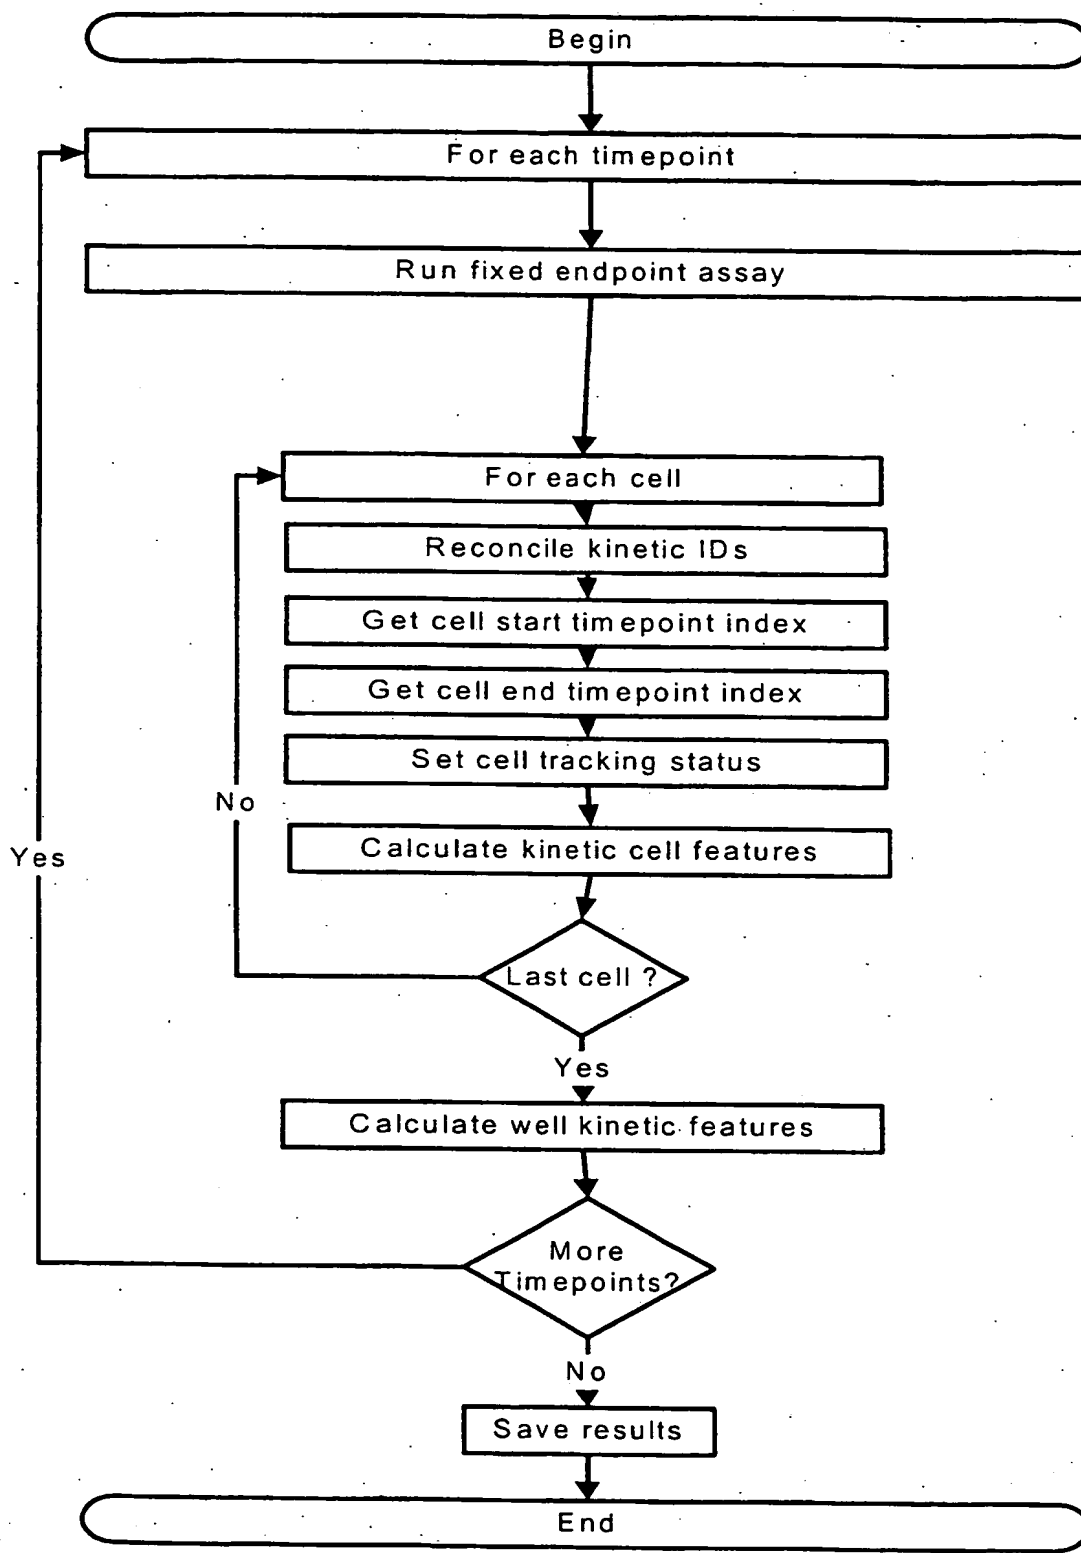 Begin
For each timepoint
Run fixed endpoint assay
For each cell
Reconcile kinetic IDs
Get cell start timepoint index
Get cell end timepoint index
Set cell tracking status
No
Yes
Calculate kinetic cell features
Last cell ?
Yes
Calculate well kinetic features
More
Timepoints?
No
Save results
End